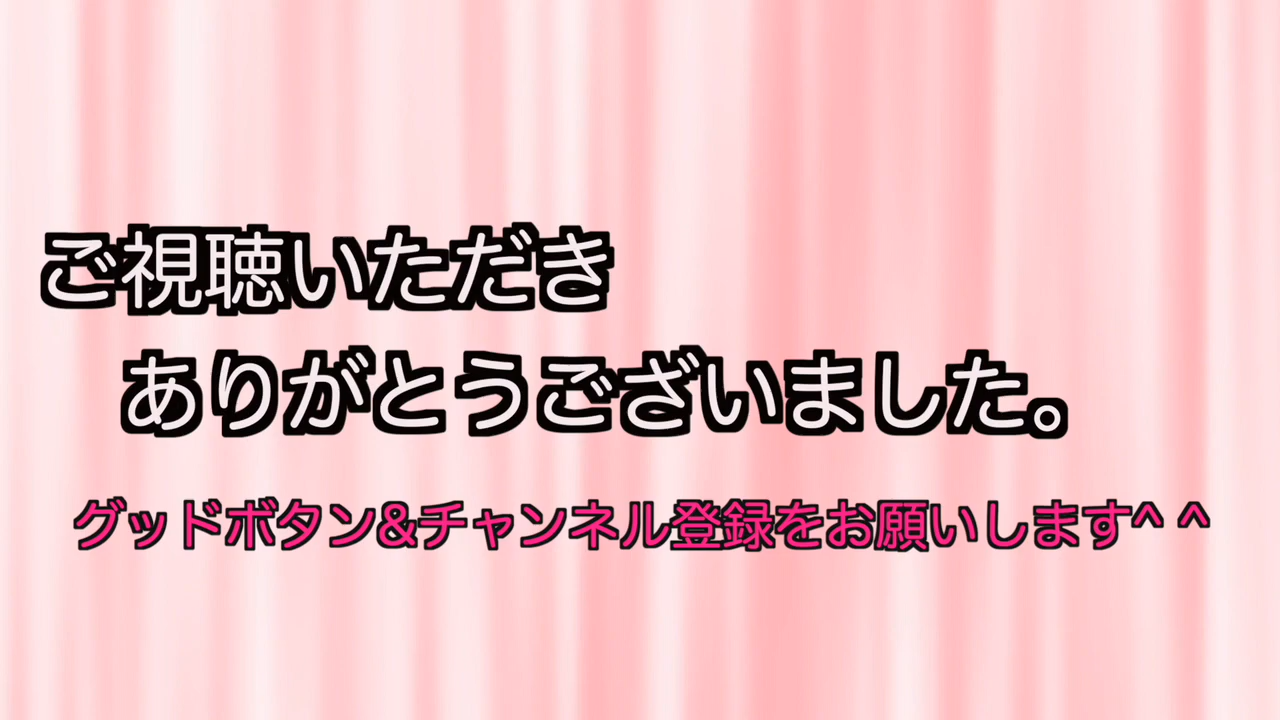 ご視聴いただき
ありがとうございました。
グッドボタン&チャンネル登録をお願いします^ ^